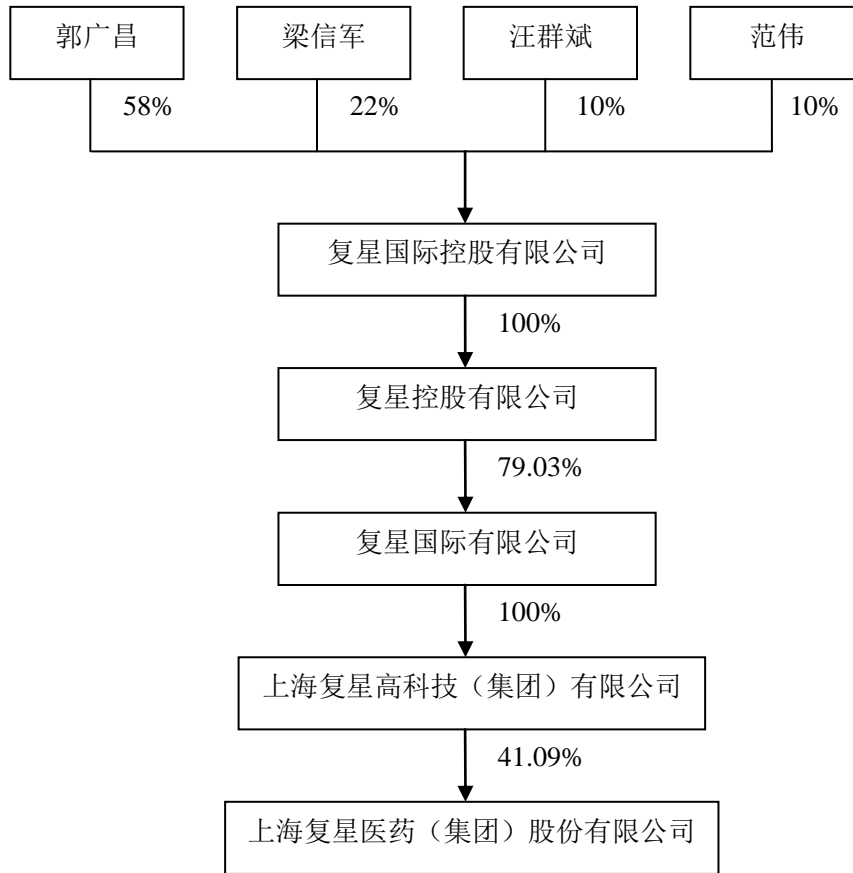 郭广昌
梁信军
汪群斌
范伟
58%
22%
10%
10%
复星国际控股有限公司
100%
复星控股有限公司
79.03%
复星国际有限公司
100%
上海复星高科技（集团）有限公司
41.09%
上海复星医药（集团）股份有限公司